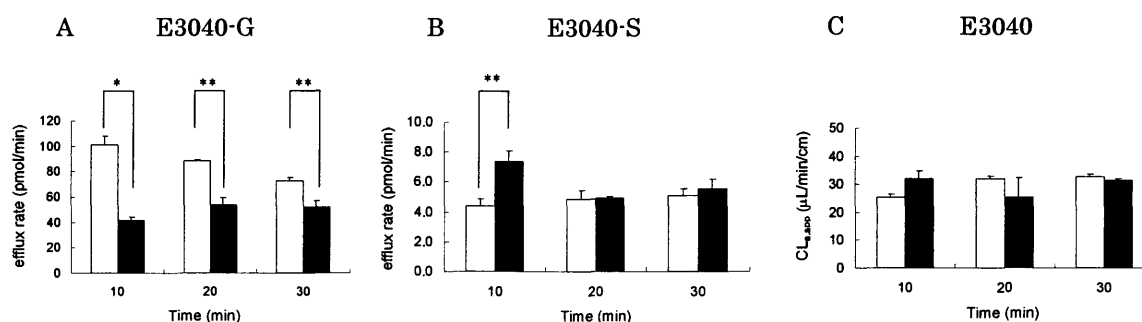 A E3040-G
* ** **
120
100
80
60
40
20
0
efflux rate (pmol/min)
10 20 30
Time (min)
B E3040-S
**
10.0
8.0
6.0
4.0
2.0
0.0
efflux rate (pmol/min)
10 20 30
Time (min)
C E3040
50
40
30
20
10
0
(μL/min/cm)
10 20 30
Time (min)